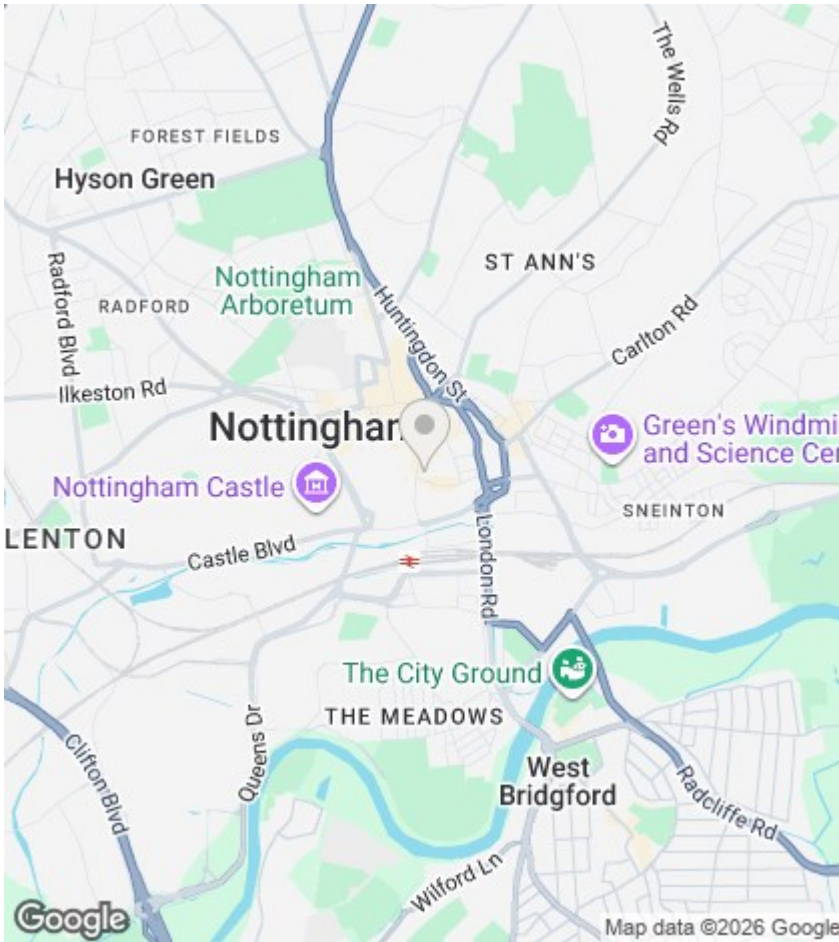 The Wells Rd
FOREST FIELDS
Hyson Green
ST ANN'S
Nottingham
Arboretum
Radford Blvd
RADFORD
Huntingdon St
Carlton Rd
Ilkeston Rd
Nottingham
Green's Windmi
and Science Cen
Nottingham Castle
SNEINTON
LENTON
Castle Blvd
London Rd
The City Ground
THE MEADOWS
Queens Dr
Clifton Blvd
West
Bridgford
Radcliffe Rd
Wilford Ln
Google
Map data ©2026 Google